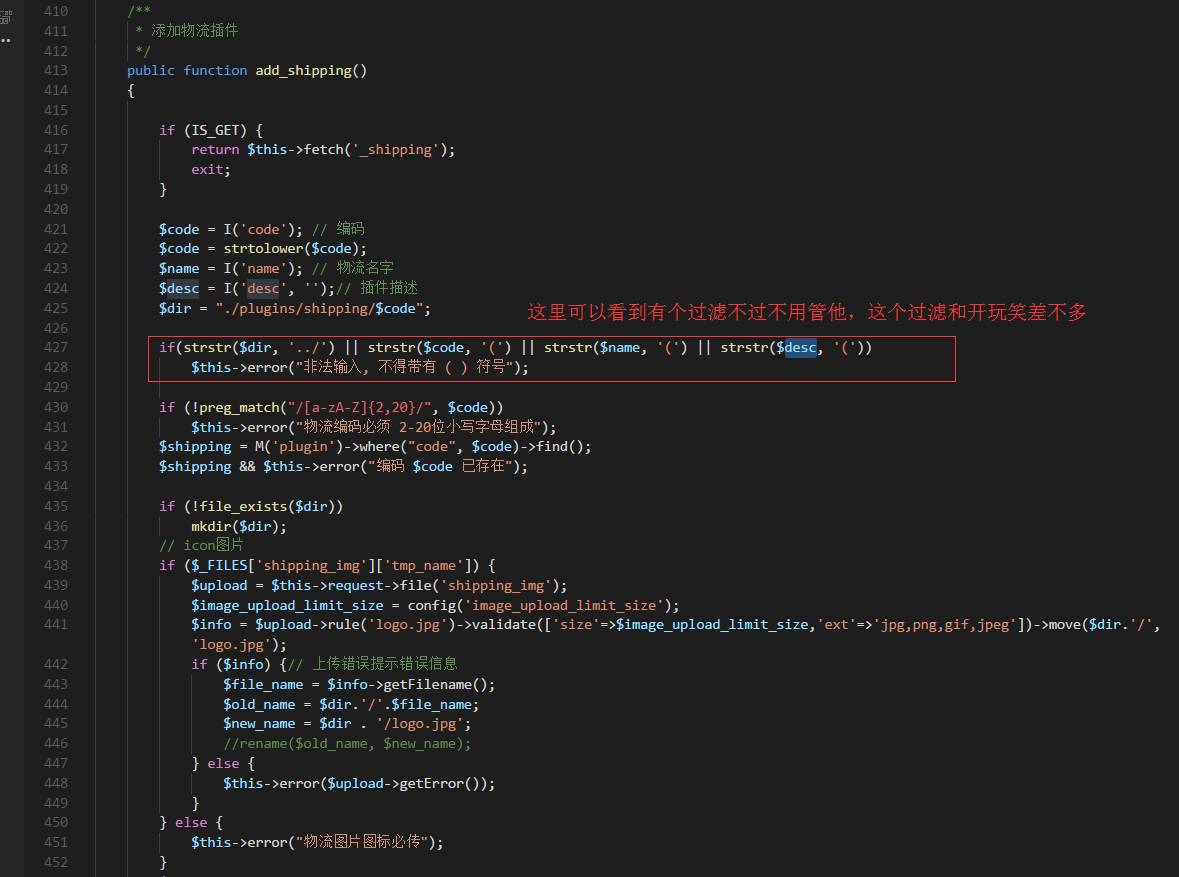 410 /**
411 * 添加物流插件
412 */
413 public function add_shipping()
414 {
415
416 if (IS_GET) {
417 return $this->fetch('_shipping');
418 exit;
419 }
420
421 $code = I('code'); // 编码
422 $code = strtolower($code);
423 $name = I('name'); // 物流名字
424 $desc = I('desc', '');// 插件描述
425 $dir = "./plugins/shipping/$code";
这里可以看到有个过滤不过不用管他，这个过滤和开玩笑差不多
426
427 if(strstr($dir, '../') || strstr($code, '(') || strstr($name, '(') || strstr($desc, '('))
428 $this->error("非法输入, 不得带有 ( ) 符号");
429
430 if (!preg_match("/[a-zA-Z]{2,20}/", $code))
431 $this->error("物流编码必须 2-20位小写字母组成");
432 $shipping = M('plugin')->where("code", $code)->find();
433 $shipping && $this->error("编码 $code 已存在");
434
435 if (!file_exists($dir))
436 mkdir($dir);
437 // icon图片
438 if ($_FILES['shipping_img']['tmp_name']) {
439 $upload = $this->request->file('shipping_img');
440 $image_upload_limit_size = config('image_upload_limit_size');
441 $info = $upload->rule('logo.jpg')->validate(['size'=>$image_upload_limit_size,'ext'=>'jpg,png,gif,jpeg'])->move($dir.'/',
'logo.jpg');
442 if ($info) {// 上传错误提示错误信息
443 $file_name = $info->getFilename();
444 $old_name = $dir.'/'.$file_name;
445 $new_name = $dir . '/logo.jpg';
446 //rename($old_name, $new_name);
447 } else {
448 $this->error($upload->getError());
449 }
450 } else {
451 $this->error("物流图片图标必传");
452 }